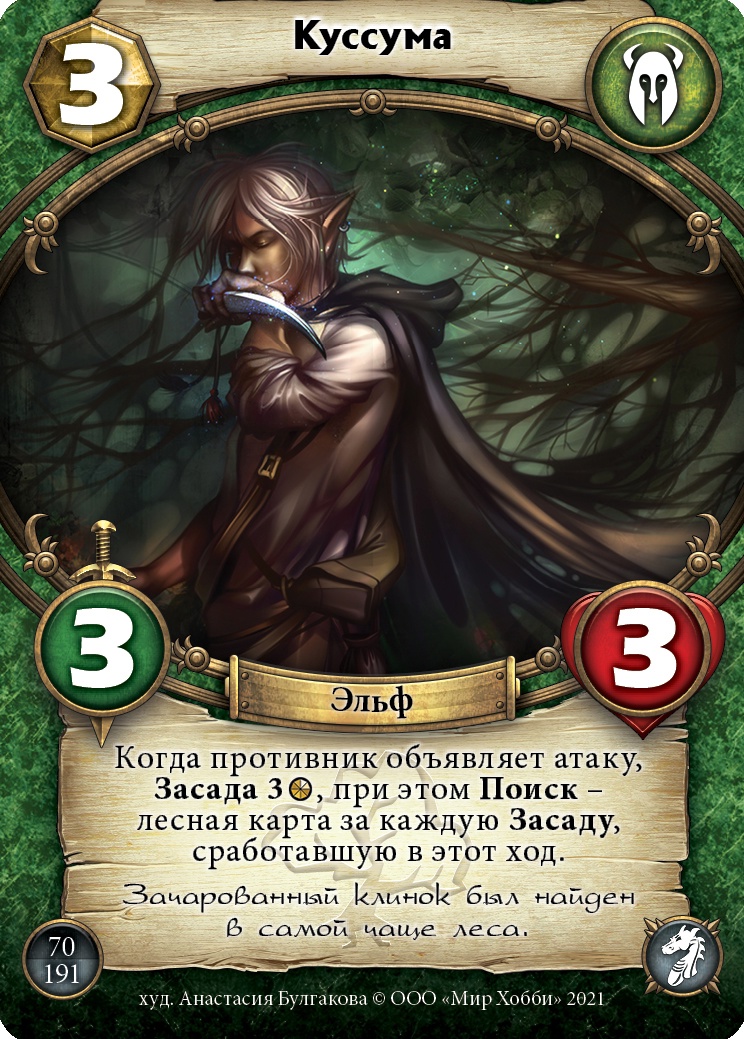 Куссума
3
3
3
Эльф
Когда противник объявляет атаку,
Засада 3, при этом Поиск –
лесная карта за каждую Засаду,
сработавшую в этот ход.
Зачарованный клинок был найден
в самой чаще леса.
70
191
худ. Анастасия Булгакова © ООО «Мир Хобби» 2021